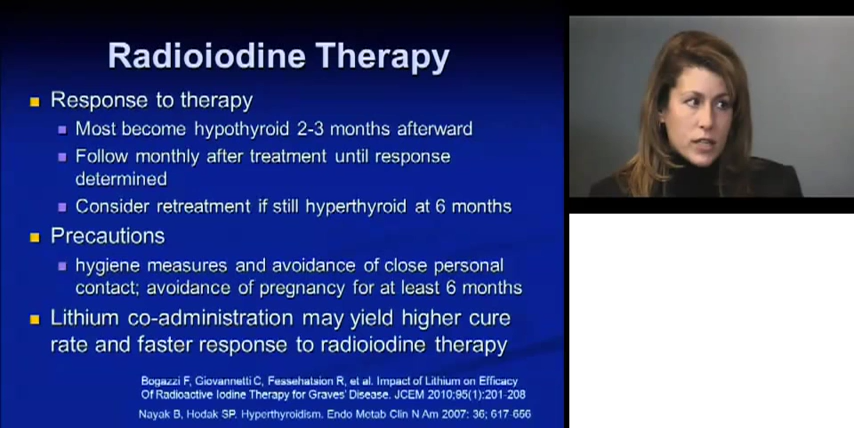 Radioiodine Therapy
Response to therapy
Most become hypothyroid 2-3 months afterward
Follow monthly after treatment until response
determined
Consider retreatment if still hyperthyroid at 6 months
Precautions
hygiene measures and avoidance of close personal
contact; avoidance of pregnancy for at least 6 months
Lithium co-administration may yield higher cure
rate and faster response to radioiodine therapy
Bogazzi F, Giovannetti C, Fessehatsion R, et al. Impact of Lithium on Efficacy
Of Radioactive Iodine Therapy for Graves' Disease. JCEM 2010;95(1):201-208
Nayak B, Hodak SP. Hyperthyroidism. Endo Metab Clin N Am 2007: 36; 617-656